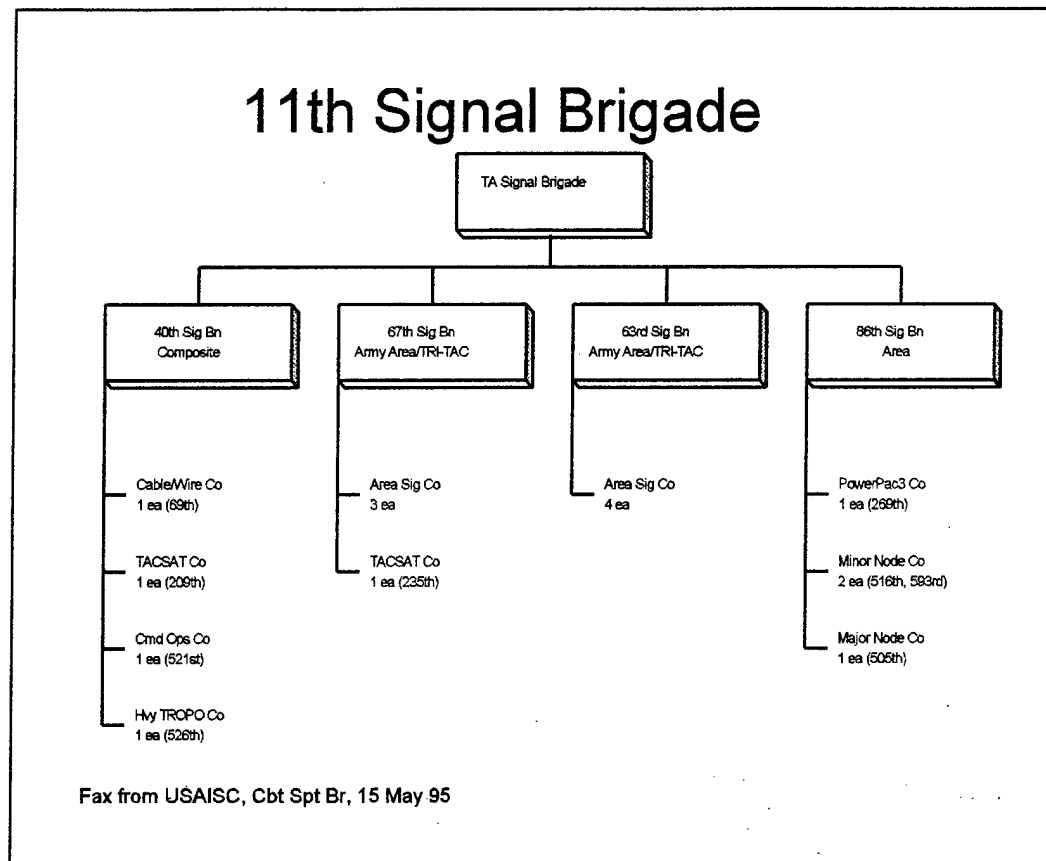 11th Signal Brigade
TA Signal Brigade
40th Sig Bn
Composite
67th Sig Bn
Army Area/TRI-TAC
63rd Sig Bn
Army Area/TRI-TAC
86th Sig Bn
Area
Cable/Wire Co
1 ea (69th)
TACSAT Co
1 ea (209th)
Cmd Ops Co
1 ea (521st)
Hvy TROPO Co
1 ea (526th)
Area Sig Co
3 ea
TACSAT Co
1 ea (235th)
Area Sig Co
4 ea
PowerPac3 Co
1 ea (269th)
Minor Node Co
2 ea (516th, 593rd)
Major Node Co
1 ea (505th)
Fax from USAISC, Cbt Spt Br, 15 May 95